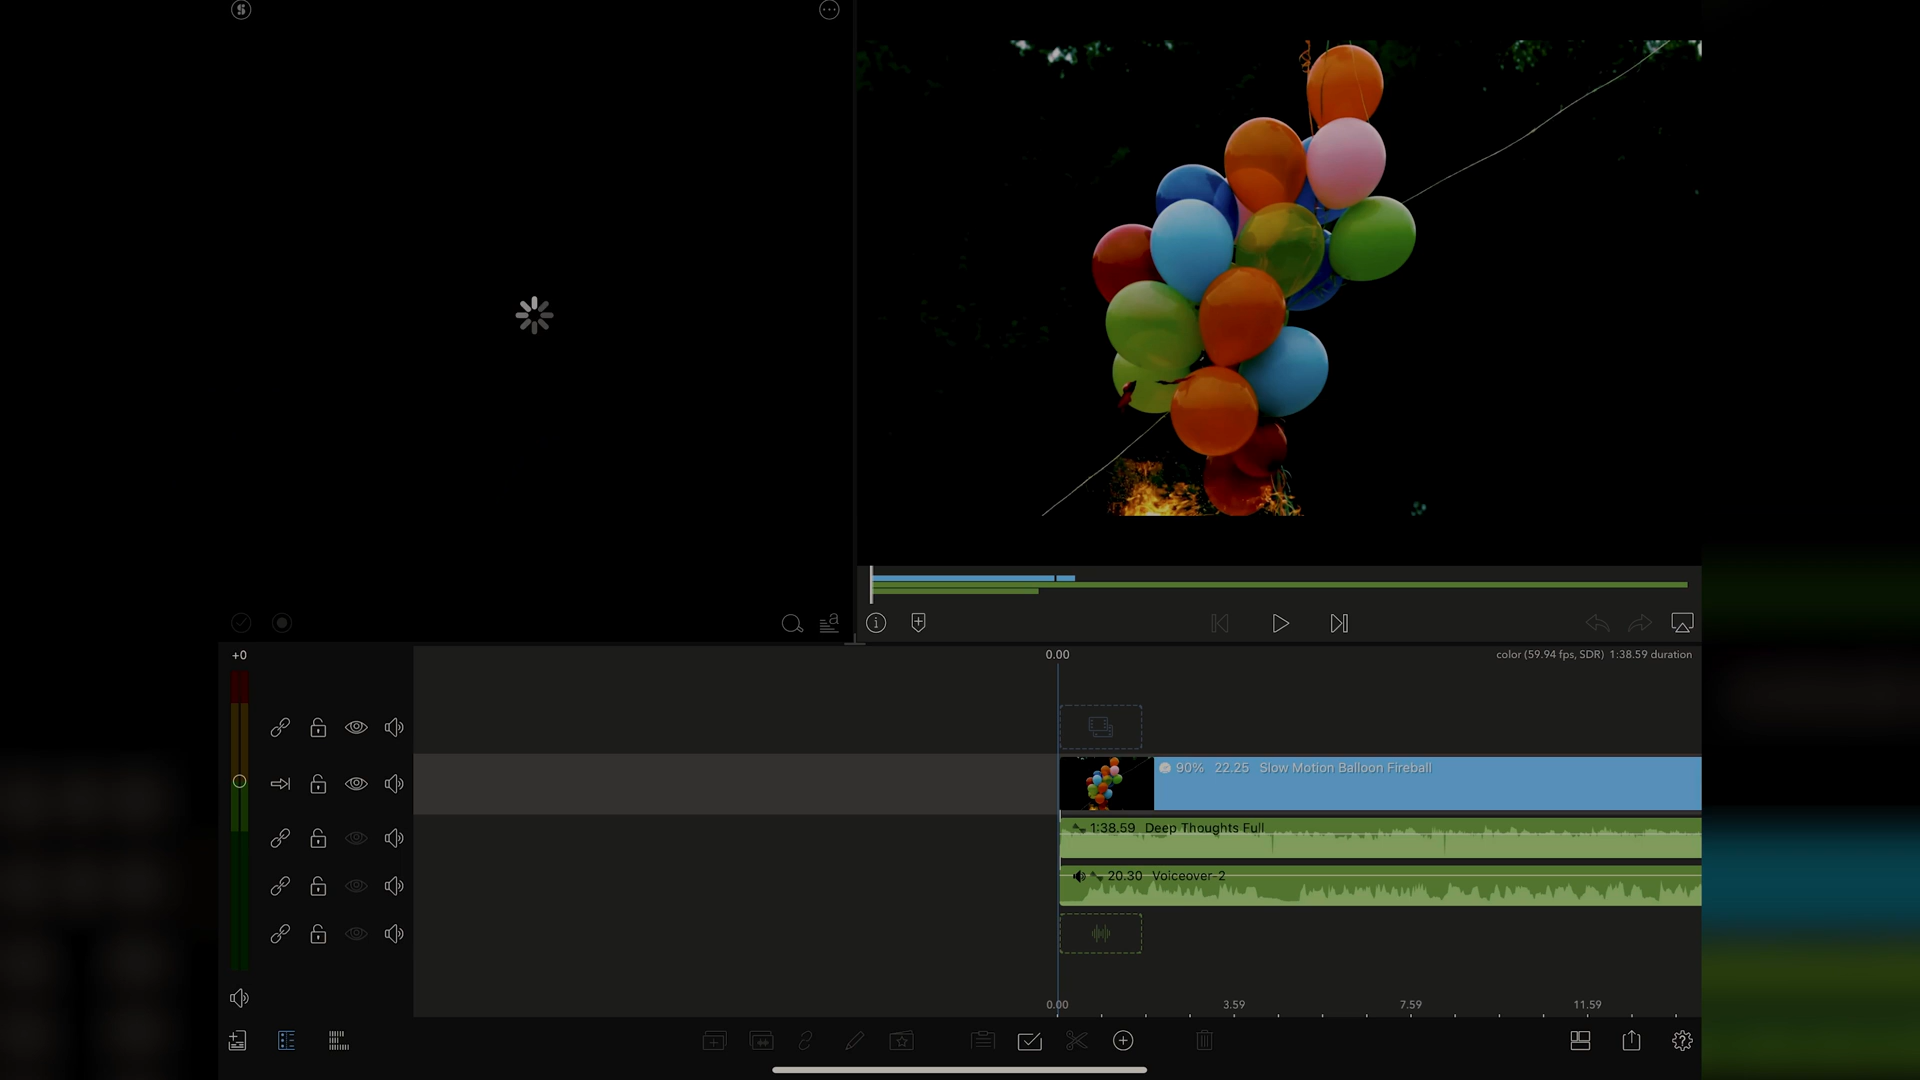 +0
0.00
color (59.94 fps, SDR) 1:38.59 duration
90% 22.25 Slow Motion Balloon Fireball
1:38.59 Deep Thoughts Full
20.30 Voiceover-2
0.00 3.59 7.59 11.59